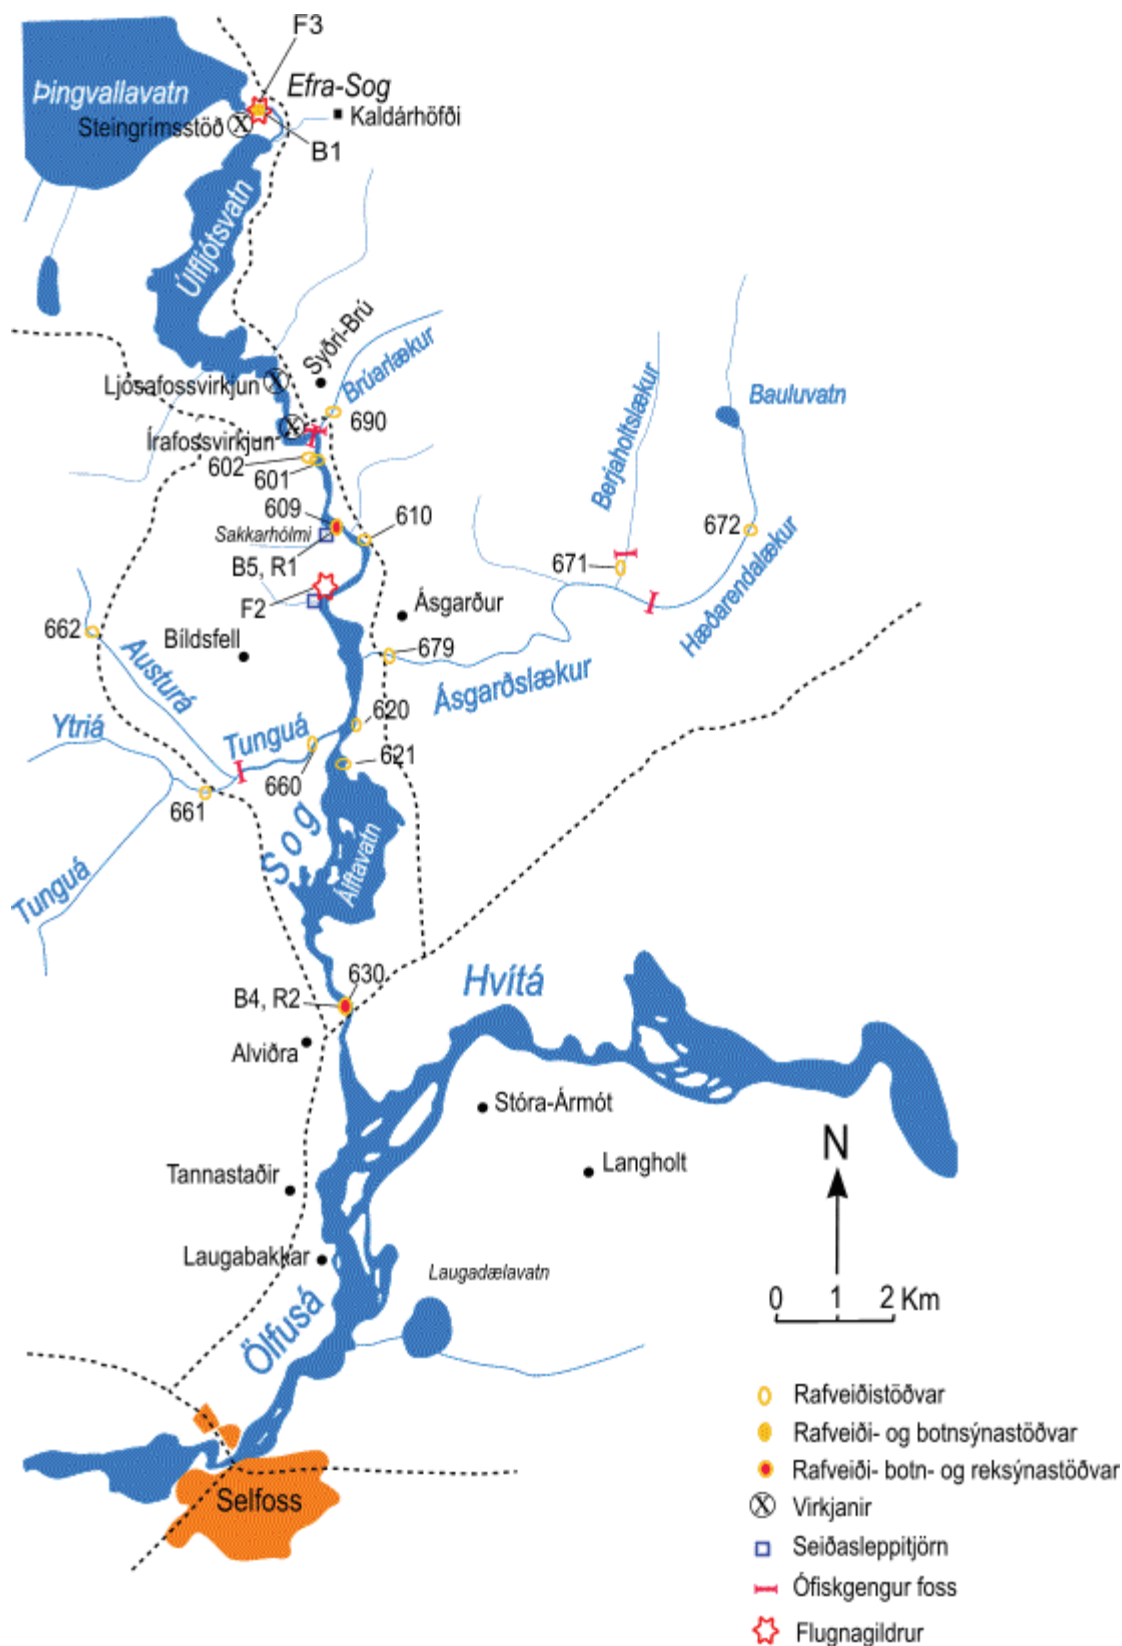 F3
Efra-Sog
Þingvallavatn
Kaldárhöfði
Steingrímsstöð
X
B1
Úlfljótsvatn
Syðri-Brú
Brúarlækur
Ljósafossvirkjun
X
Bauluvatn
Berjaholtslækur
690
Írafossvirkjun
X
602
601
609
610
672
Sakkarhólmi
671
B5, R1
F2
Ásgarður
Hæðarendalækur
662
Bíldsfell
679
Austurá
Ásgarðslækur
Ytriá
Tunguá
620
621
660
661
Sog
Álftavatn
Tunguá
630
Hvítá
B4, R2
Alviðra
Stóra-Ármót
N
Langholt
Tannastaðir
Laugabakkar
Laugadælavatn
0 1 2 Km
Ölfusá
Selfoss
Rafveiðistöðvar
Rafveiði- og botnsýnastöðvar
Rafveiði- botn- og reksýnastöðvar
X Virkjanir
Seiðasleppitjörn
Ófiskgengur foss
Flugnagildrur